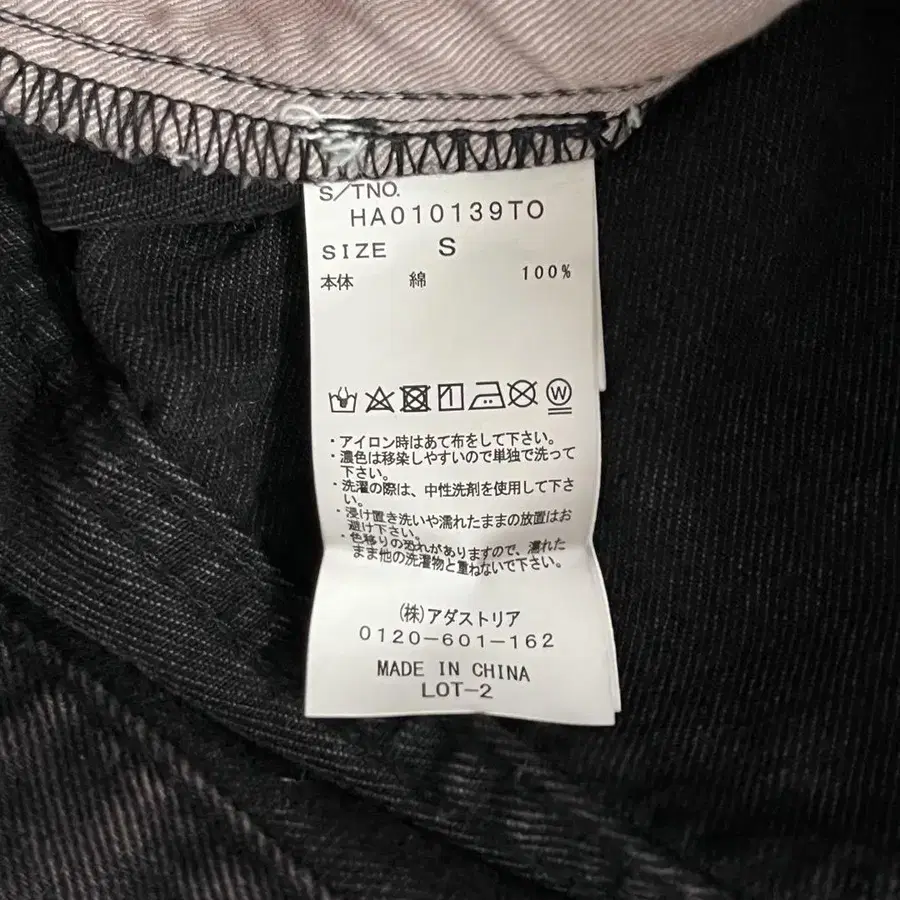 S/TNO.
HA010139TO
SIZE S
本体 綿 100%
W
・アイロン時はあて布をして下さい。
・濃色は移染しやすいので単独で洗って
下さい。
・洗濯の際は、中性洗剤を使用して下さ
い。
・浸け置き洗いや濡れたままの放置はお
避け下さい。
・色移りの恐れがありますので、濡れた
まま他の洗濯物と重ねないで下さい。
(株)アダストリア
0120-601-162
MADE IN CHINA
LOT-2